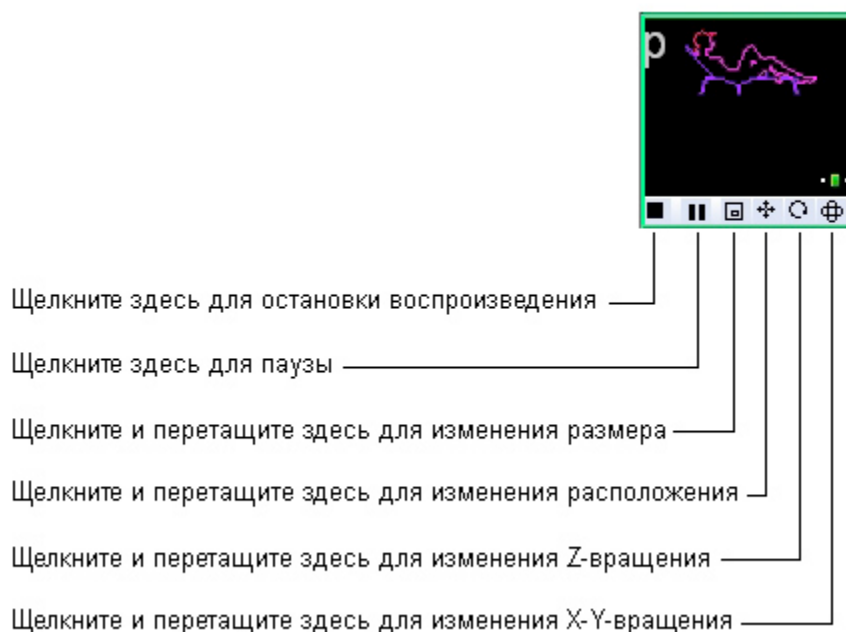 p
Щелкните здесь для остановки воспроизведения
Щелкните здесь для паузы
Щелкните и перетащите здесь для изменения размера
Щелкните и перетащите здесь для изменения расположения
Щелкните и перетащите здесь для изменения Z-вращения
Щелкните и перетащите здесь для изменения X-Y-вращения